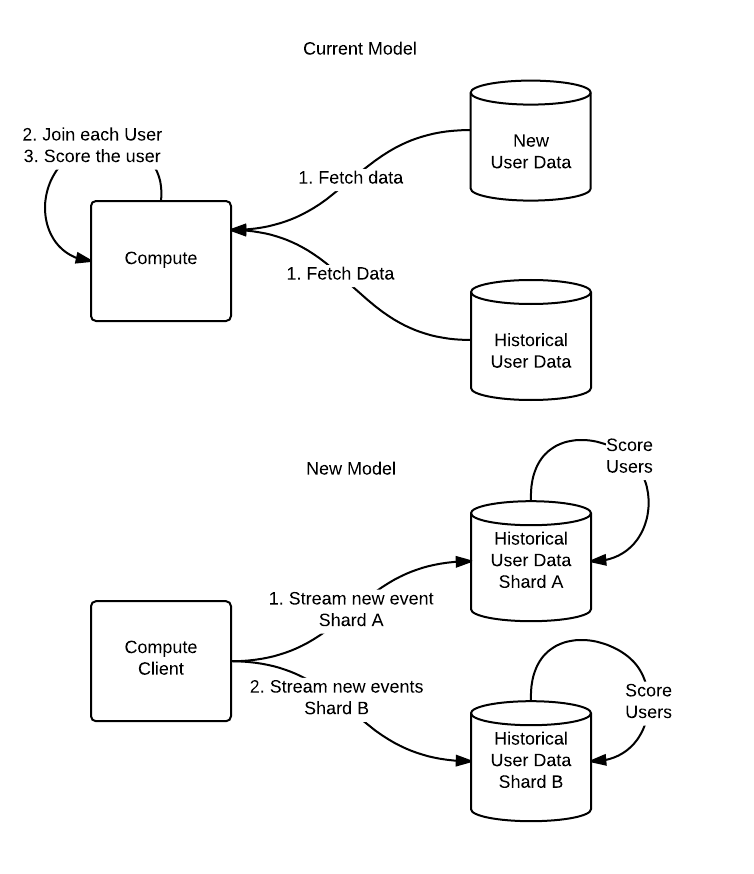 Current Model
New
User Data
2. Join each User
3. Score the user
1. Fetch data
Compute
1. Fetch Data
Historical
User Data
New Model
Score
Users
Historical
User Data
Shard A
1. Stream new event
Shard A
Compute
Client
2. Stream new events
Shard B
Score
Users
Historical
User Data
Shard B